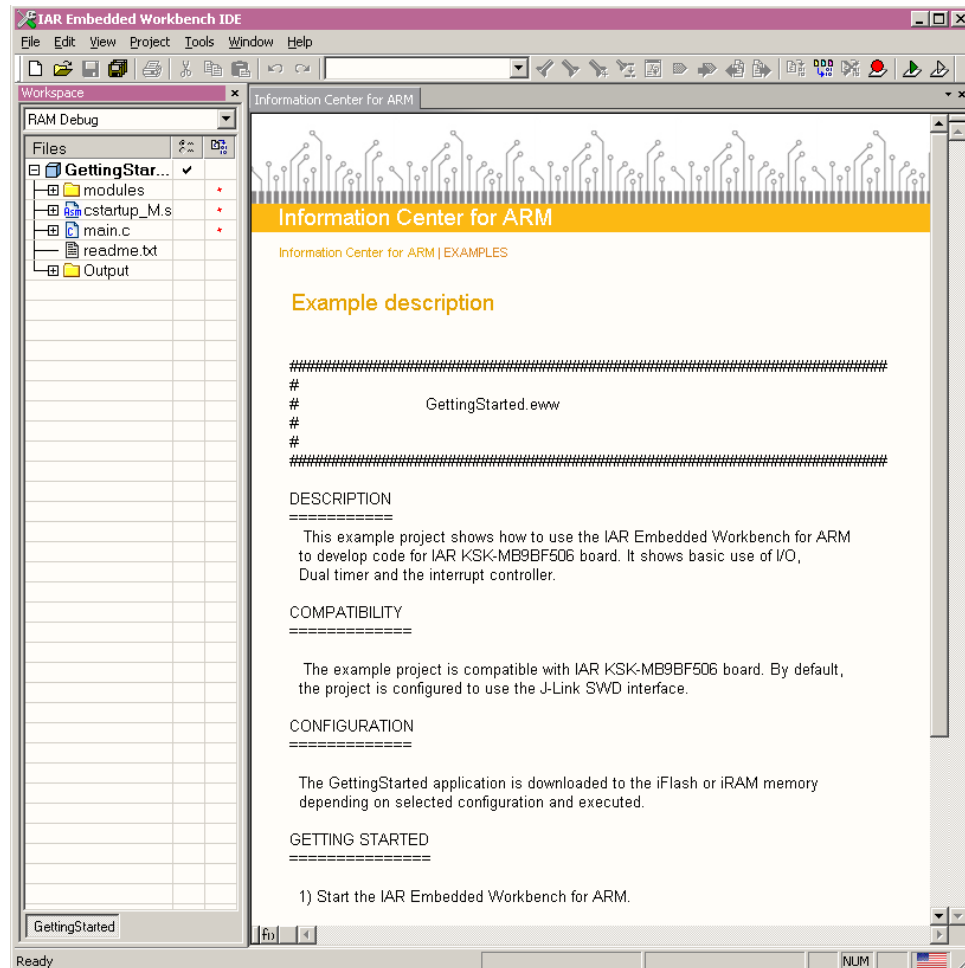 IAR Embedded Workbench IDE
File Edit View Project Tools Window Help
Workspace
Information Center for ARM
RAM Debug
Files
GettingStar...
modules
cstartup_M.s
main.c
readme.txt
Output
Information Center for ARM
Information Center for ARM | EXAMPLES
Example description
####################################################################
#
# GettingStarted.eww
#
#
####################################################################
DESCRIPTION
===========
This example project shows how to use the IAR Embedded Workbench for ARM
to develop code for IAR KSK-MB9BF506 board. It shows basic use of I/O,
Dual timer and the interrupt controller.
COMPATIBILITY
=============
The example project is compatible with IAR KSK-MB9BF506 board. By default,
the project is configured to use the J-Link SWD interface.
CONFIGURATION
=============
The GettingStarted application is downloaded to the iFlash or iRAM memory
depending on selected configuration and executed.
GETTING STARTED
===============
1) Start the IAR Embedded Workbench for ARM.
GettingStarted
Ready
NUM